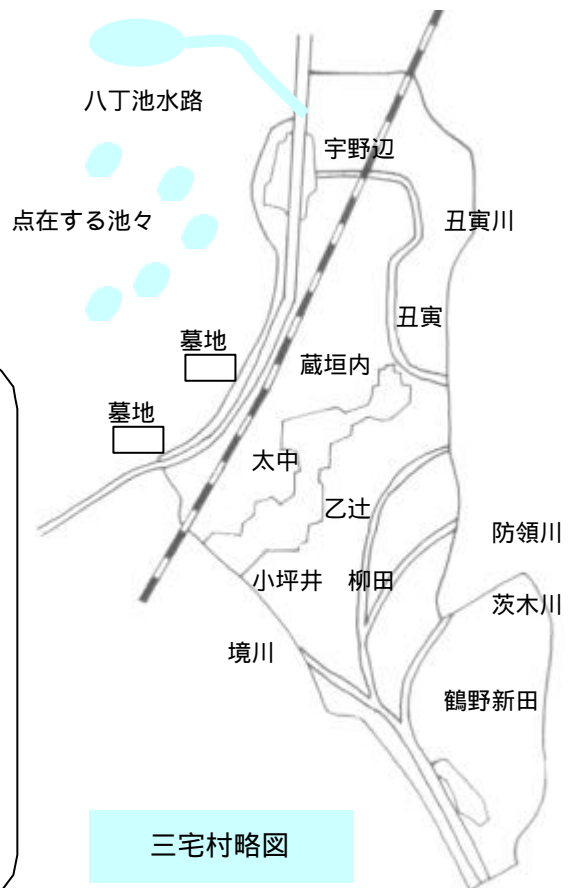 八丁池水路
宇野辺
点在する池々
丑寅川
丑寅
墓地
蔵垣内
墓地
太中
乙辻
防領川
小坪井
柳田
茨木川
境川
鶴野新田
三宅村略図